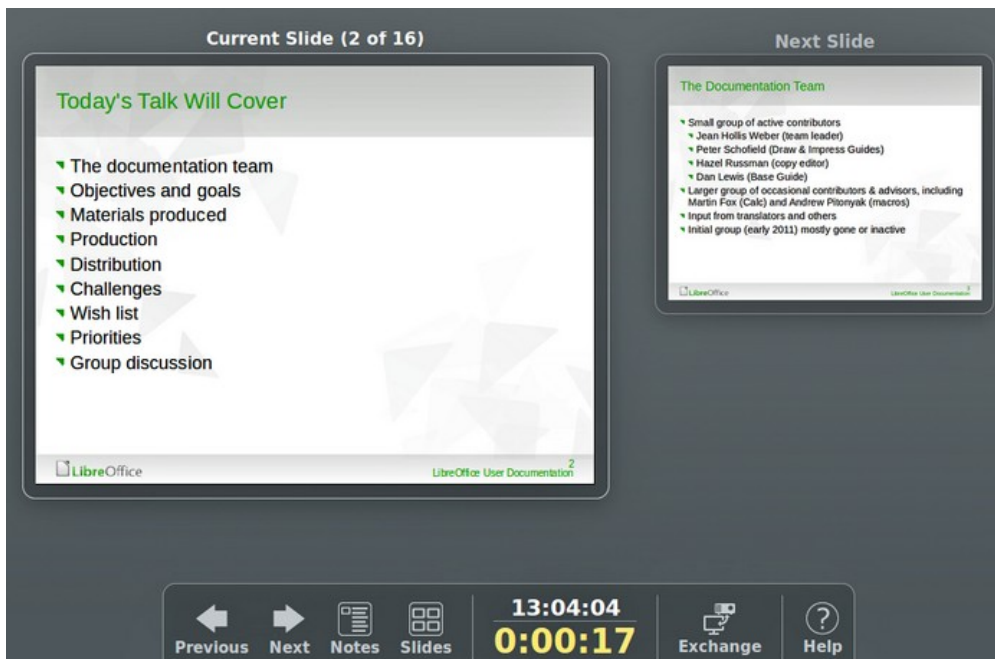 Current Slide (2 of 16)
Today's Talk Will Cover
The documentation team
Objectives and goals
Materials produced
Production
Distribution
Challenges
Wish list
Priorities
Group discussion
LibreOffice
LibreOffice User Documentation
2
Next Slide
The Documentation Team
Small group of active contributors
Jean Hollis Weber (team leader)
Peter Schofield (Draw & Impress Guides)
Hazel Russman (copy editor)
Dan Lewis (Base Guide)
Larger group of occasional contributors & advisors, including
Martin Fox (Calc) and Andrew Pitonyak (macros)
Input from translators and others
Initial group (early 2011) mostly gone or inactive
LibreOffice
LibreOffice User Documentation
3
Previous
Next
Notes
Slides
13:04:04
0:00:17
Exchange
?
Help